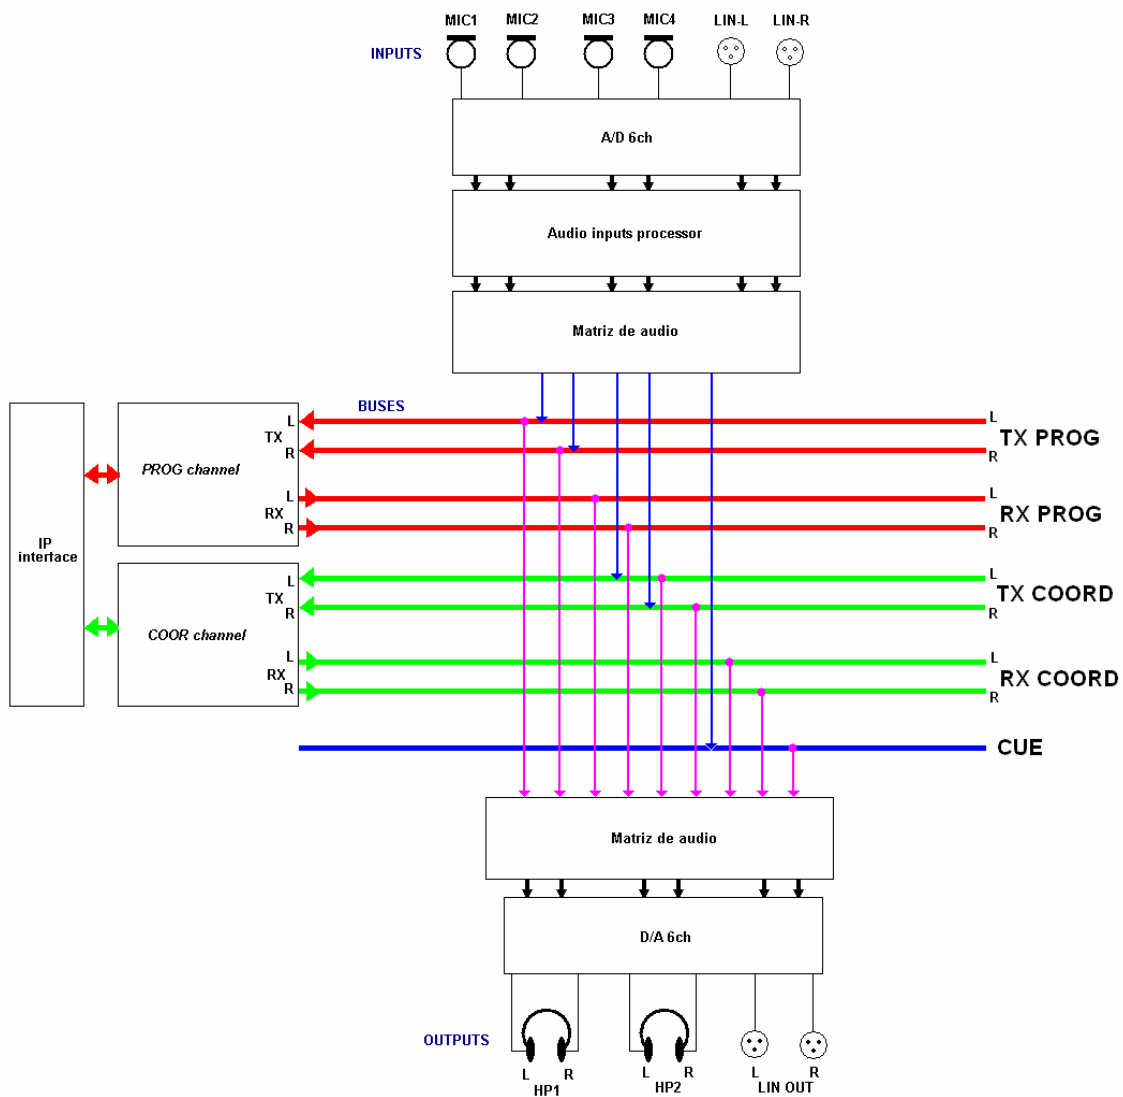 MIC1 MIC2 MIC3 MIC4 LIN-L LIN-R
INPUTS
A/D 6ch
Audio inputs processor
Matriz de audio
BUSES
L
TX
R
PROG channel
L
RX
R
L
TX PROG
R
L
RX PROG
R
IP
interface
L
TX
R
COOR channel
L
RX
R
L
TX COORD
R
L
RX COORD
R
CUE
Matriz de audio
D/A 6ch
OUTPUTS
L R L R L R
HP1 HP2 LIN OUT